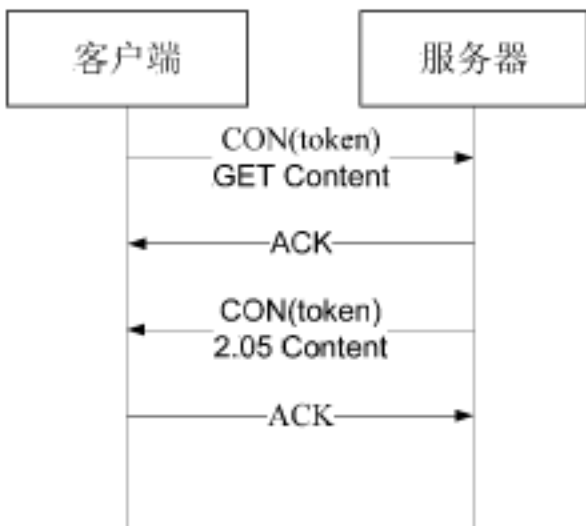 客户端
服务器
CON(token)
GET Content
ACK
CON(token)
2.05 Content
ACK